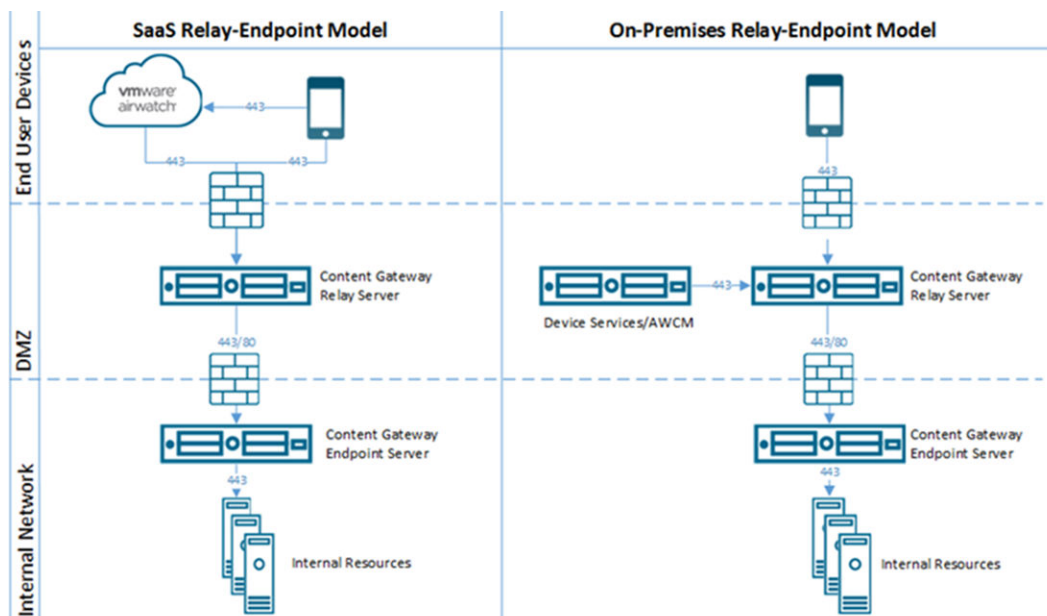 SaaS Relay-Endpoint Model
On-Premises Relay-Endpoint Model
End User Devices
vmware
airwatch
443
443
443
443
Content Gateway
Relay Server
443
Content Gateway
Relay Server
Device Services/AWCM
DMZ
443/80
443/80
Content Gateway
Endpoint Server
Content Gateway
Endpoint Server
Internal Network
443
443
Internal Resources
Internal Resources